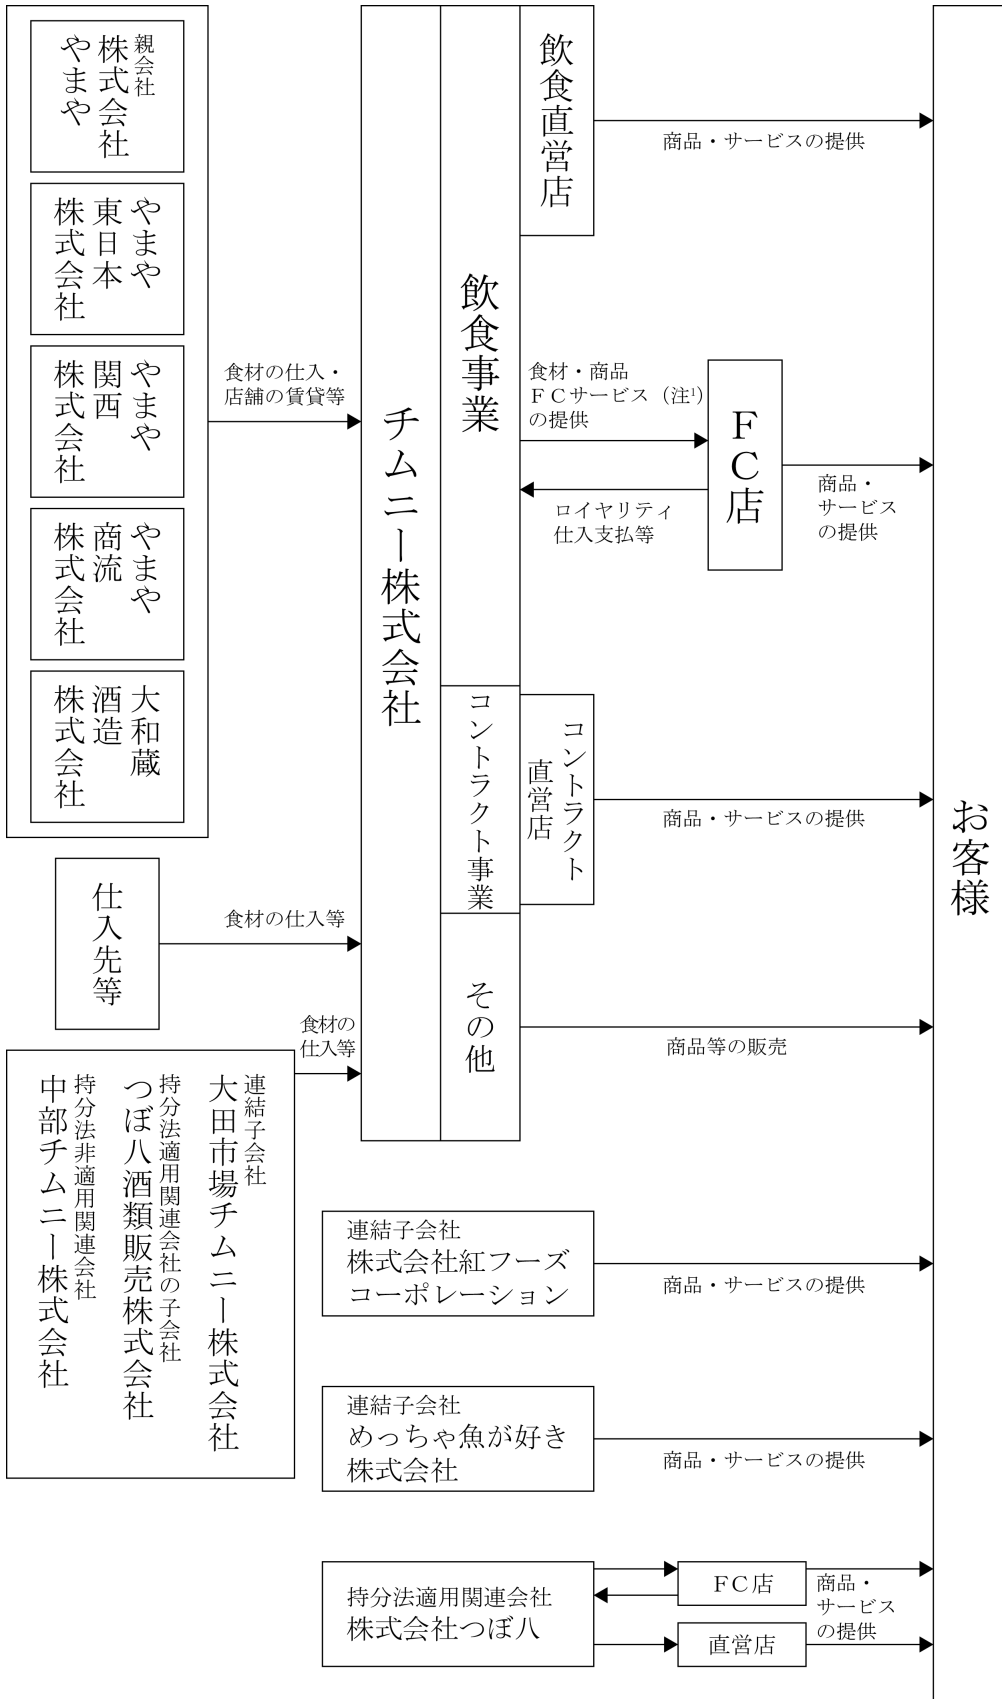 親会社
株式会社
やまや
やまや
東日本
株式会社
やまや
関西
株式会社
やまや
商流
株式会社
大和蔵
酒造
株式会社
食材の仕入・
店舗の賃貸等
仕入先等
食材の仕入等
食材の
仕入等
連結子会社
大田市場チムニー株式会社
持分法適用関連会社の子会社
つぼ八酒類販売株式会社
持分法非適用関連会社
中部チムニー株式会社
チムニー株式会社
飲食事業
コントラクト事業
その他
飲食直営店
商品・サービスの提供
食材・商品
FCサービス(注1)
の提供
ロイヤリティ
仕入支払等
FC店
商品・
サービス
の提供
コントラクト
直営店
商品・サービスの提供
商品等の販売
連結子会社
株式会社紅フーズ
コーポレーション
商品・サービスの提供
連結子会社
めっちゃ魚が好き
株式会社
商品・サービスの提供
持分法適用関連会社
株式会社つぼ八
FC店
直営店
商品・
サービス
の提供
お客様